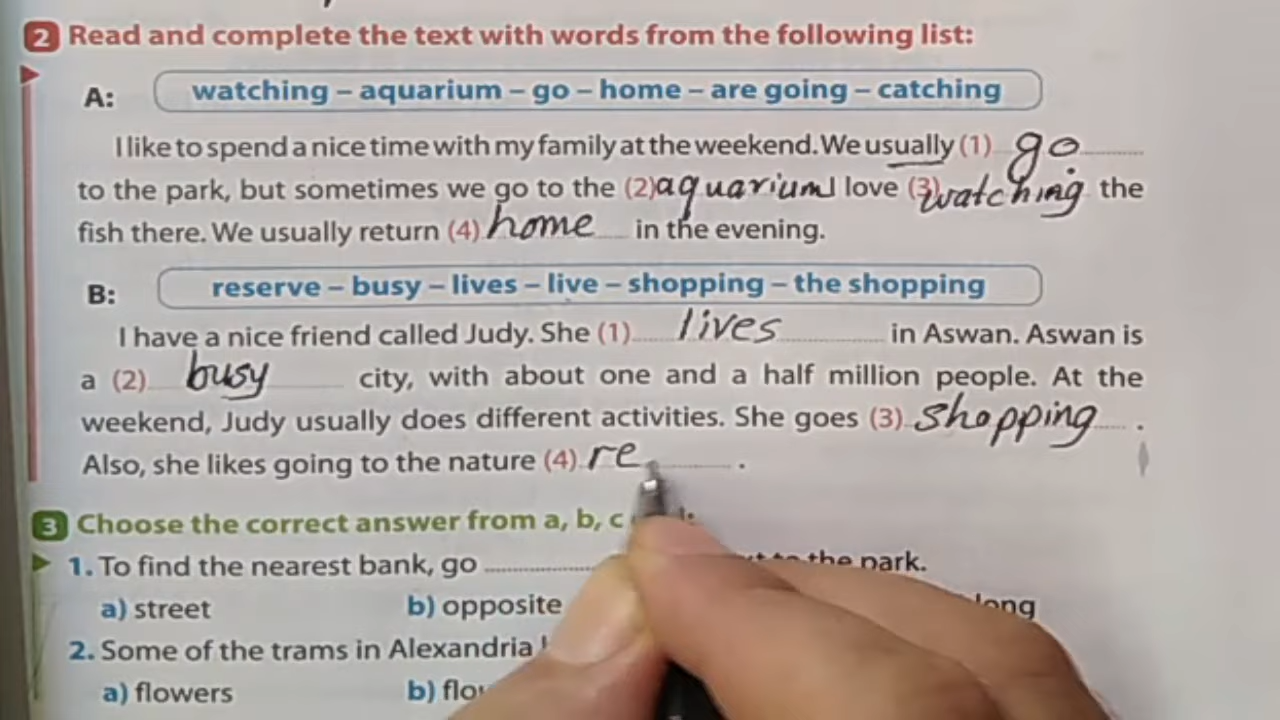 2 Read and complete the text with words from the following list:
A: watching – aquarium – go – home – are going – catching
I like to spend a nice time with my family at the weekend. We usually (1) go
to the park, but sometimes we go to the (2) aquarium I love (3) watching the
fish there. We usually return (4) home in the evening.
B: reserve – busy – lives – live – shopping – the shopping
I have a nice friend called Judy. She (1) lives in Aswan. Aswan is
a (2) busy city, with about one and a half million people. At the
weekend, Judy usually does different activities. She goes (3) shopping.
Also, she likes going to the nature (4) re.
3 Choose the correct answer from a, b, c
1. To find the nearest bank, go the park.
a) street b) opposite
2. Some of the trams in Alexandria
a) flowers b)